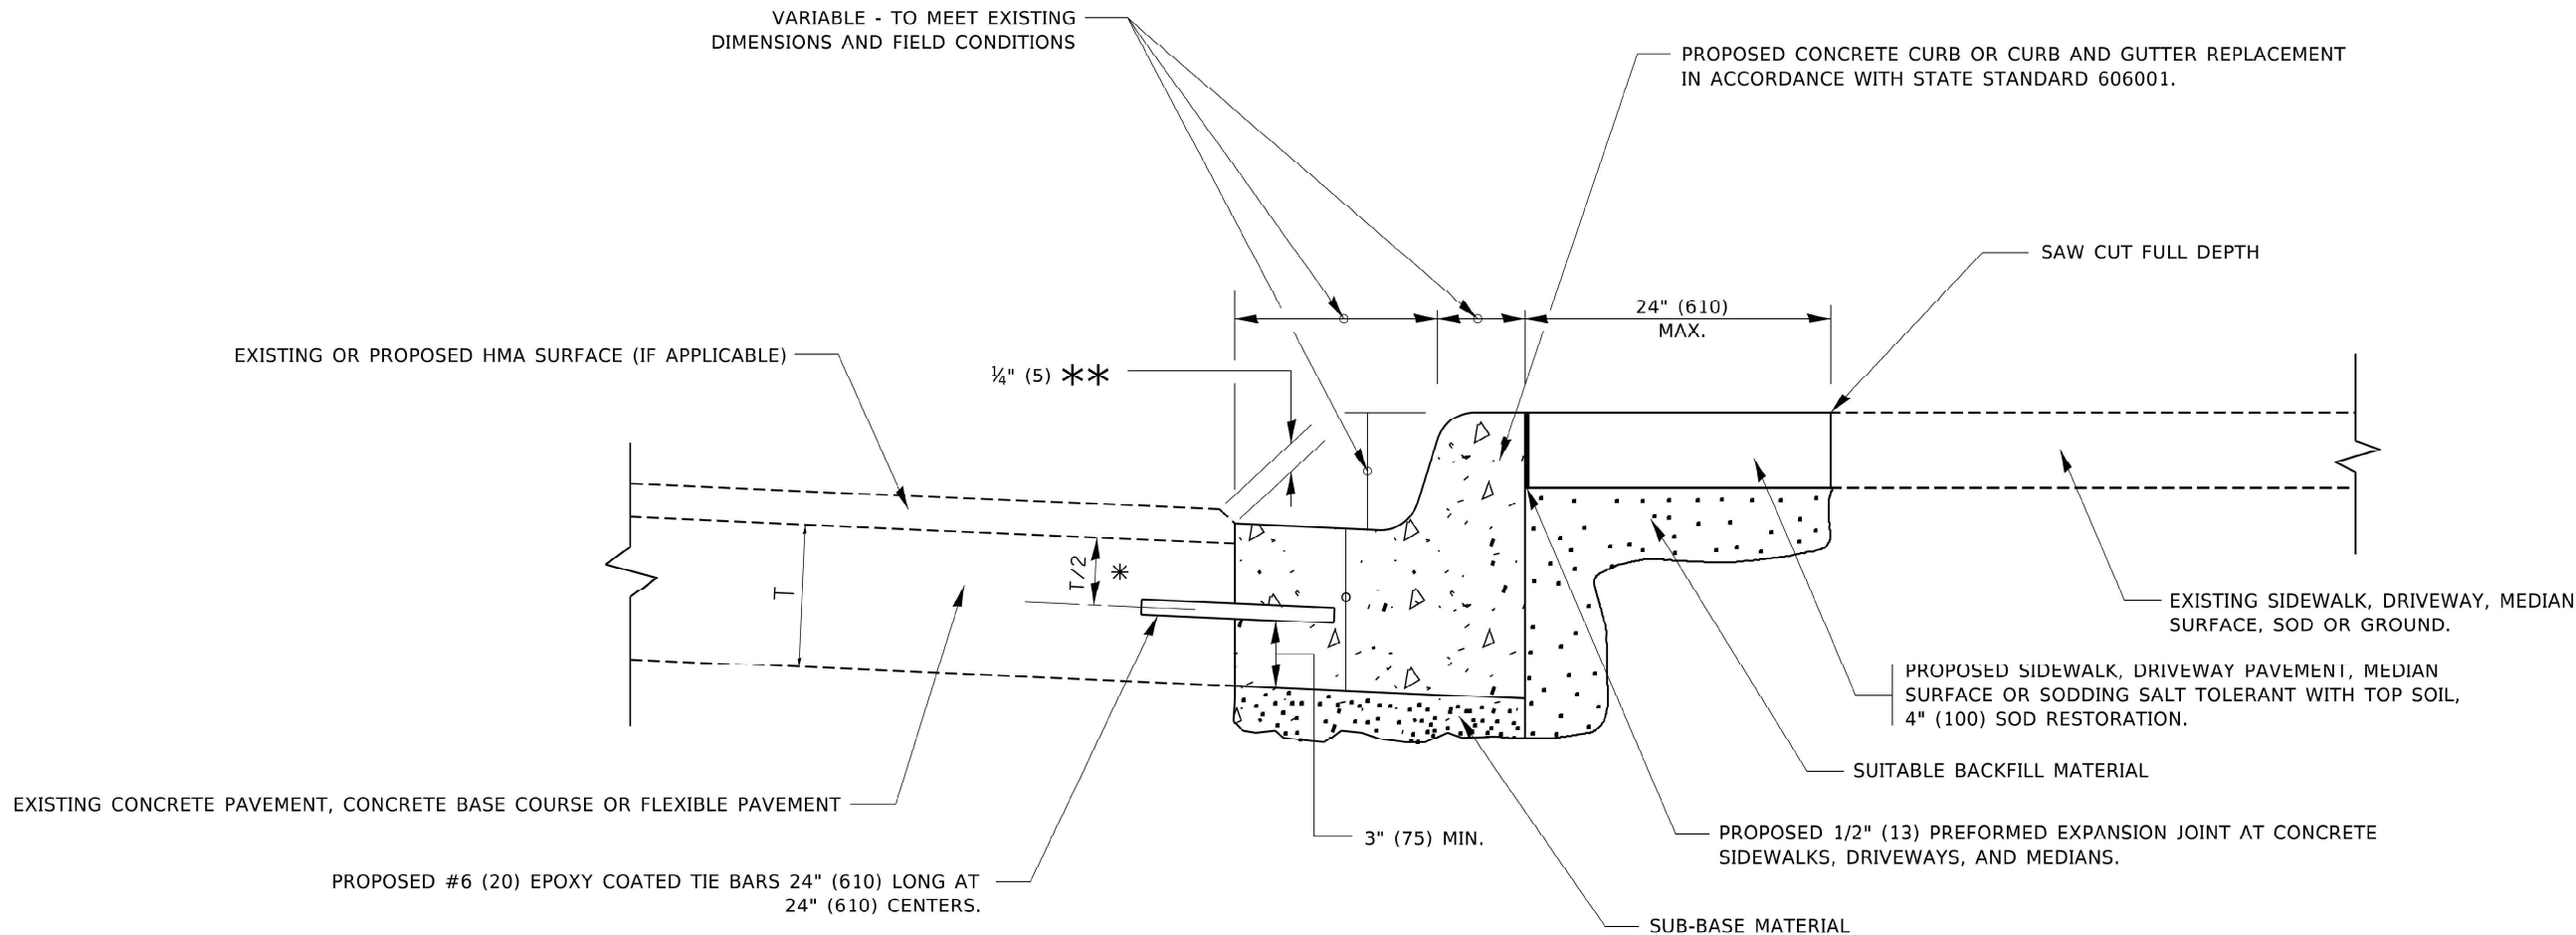 VARIABLE - TO MEET EXISTING
DIMENSIONS AND FIELD CONDITIONS
PROPOSED CONCRETE CURB OR CURB AND GUTTER REPLACEMENT
IN ACCORDANCE WITH STATE STANDARD 606001.
SAW CUT FULL DEPTH
24" (610)
MAX.
EXISTING OR PROPOSED HMA SURFACE (IF APPLICABLE)
¼" (5) **
T
T/2 *
EXISTING SIDEWALK, DRIVEWAY, MEDIAN
SURFACE, SOD OR GROUND.
PROPOSED SIDEWALK, DRIVEWAY PAVEMENT, MEDIAN
SURFACE OR SODDING SALT TOLERANT WITH TOP SOIL,
4" (100) SOD RESTORATION.
SUITABLE BACKFILL MATERIAL
EXISTING CONCRETE PAVEMENT, CONCRETE BASE COURSE OR FLEXIBLE PAVEMENT
3" (75) MIN.
PROPOSED 1/2" (13) PREFORMED EXPANSION JOINT AT CONCRETE
SIDEWALKS, DRIVEWAYS, AND MEDIANS.
PROPOSED #6 (20) EPOXY COATED TIE BARS 24" (610) LONG AT
24" (610) CENTERS.
SUB-BASE MATERIAL